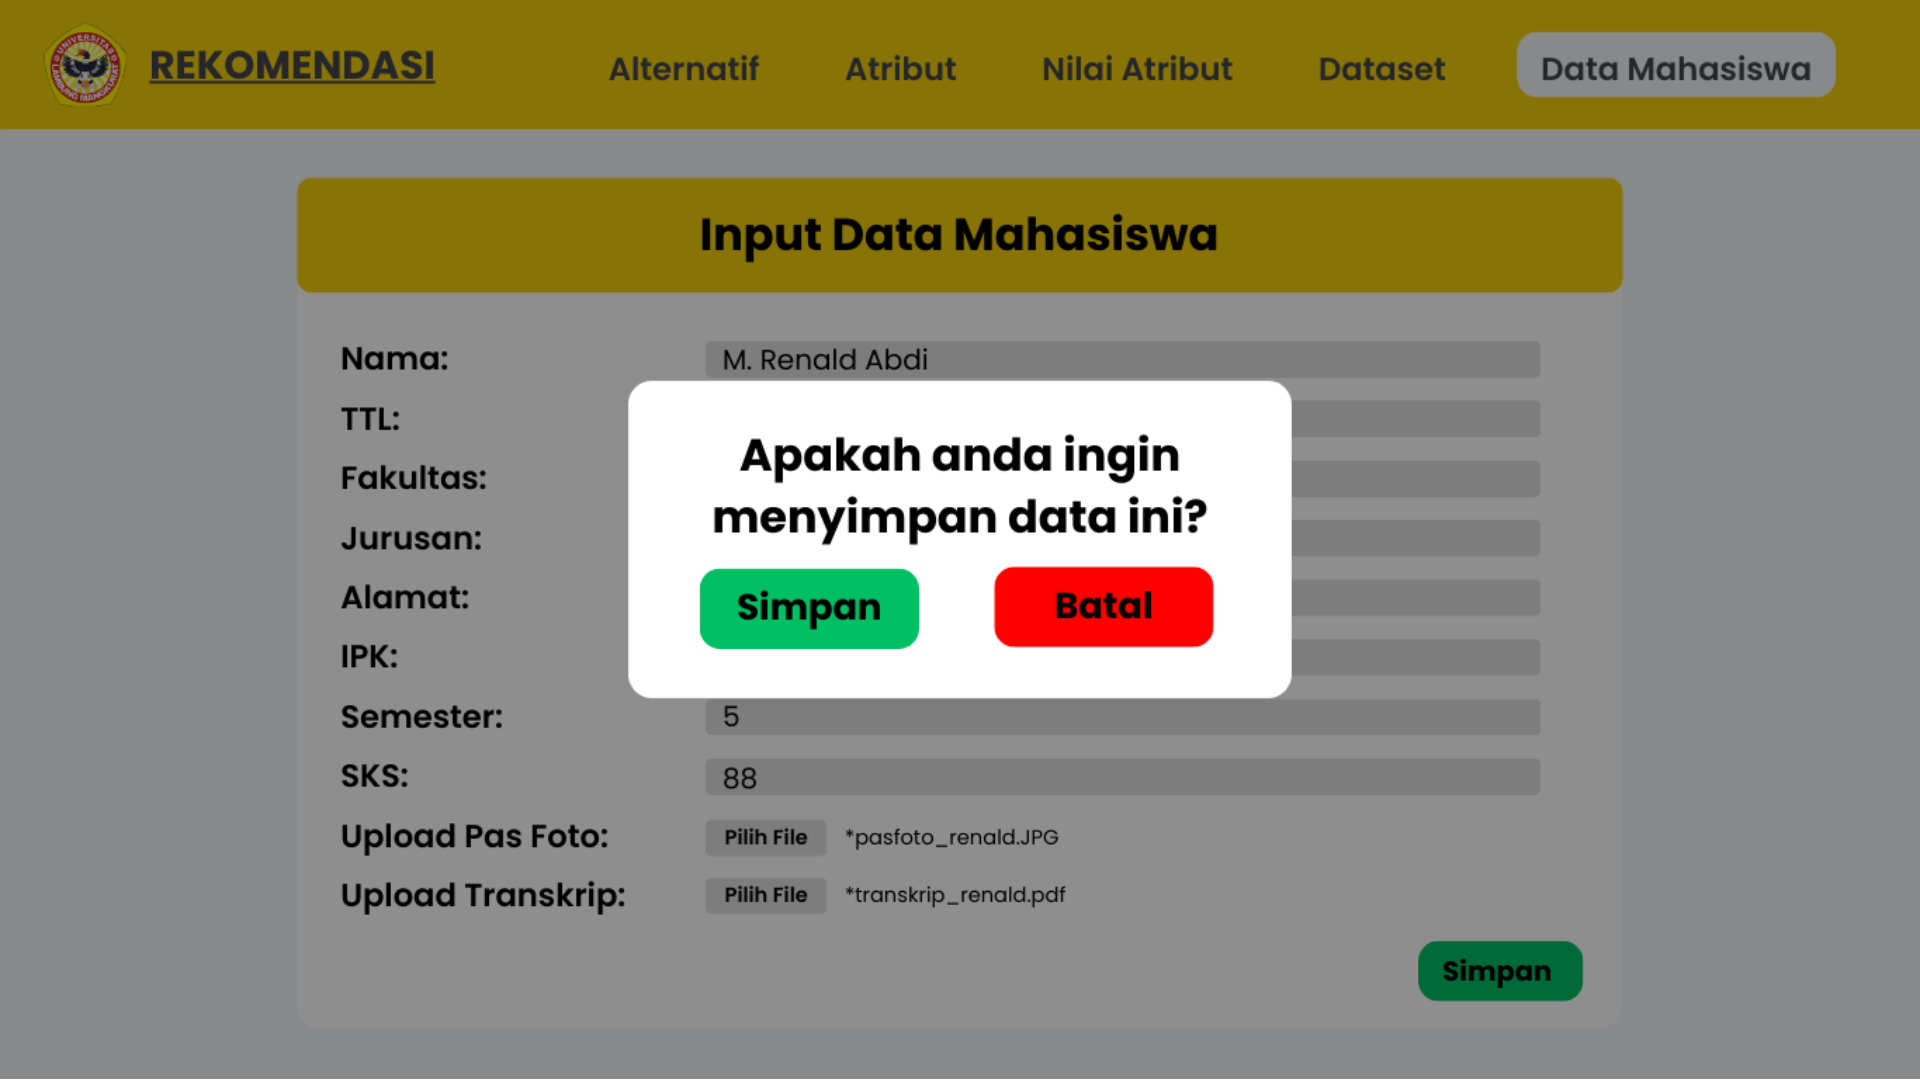 UNIVERSITAS
LAMBUNG MANGKURAT
REKOMENDASI
Alternatif
Atribut
Nilai Atribut
Dataset
Data Mahasiswa
Input Data Mahasiswa
Nama: M. Renald Abdi
TTL:
Fakultas:
Jurusan:
Alamat:
IPK:
Apakah anda ingin
menyimpan data ini?
Simpan
Batal
Semester: 5
SKS: 88
Upload Pas Foto: Pilih File *pasfoto_renald.JPG
Upload Transkrip: Pilih File *transkrip_renald.pdf
Simpan